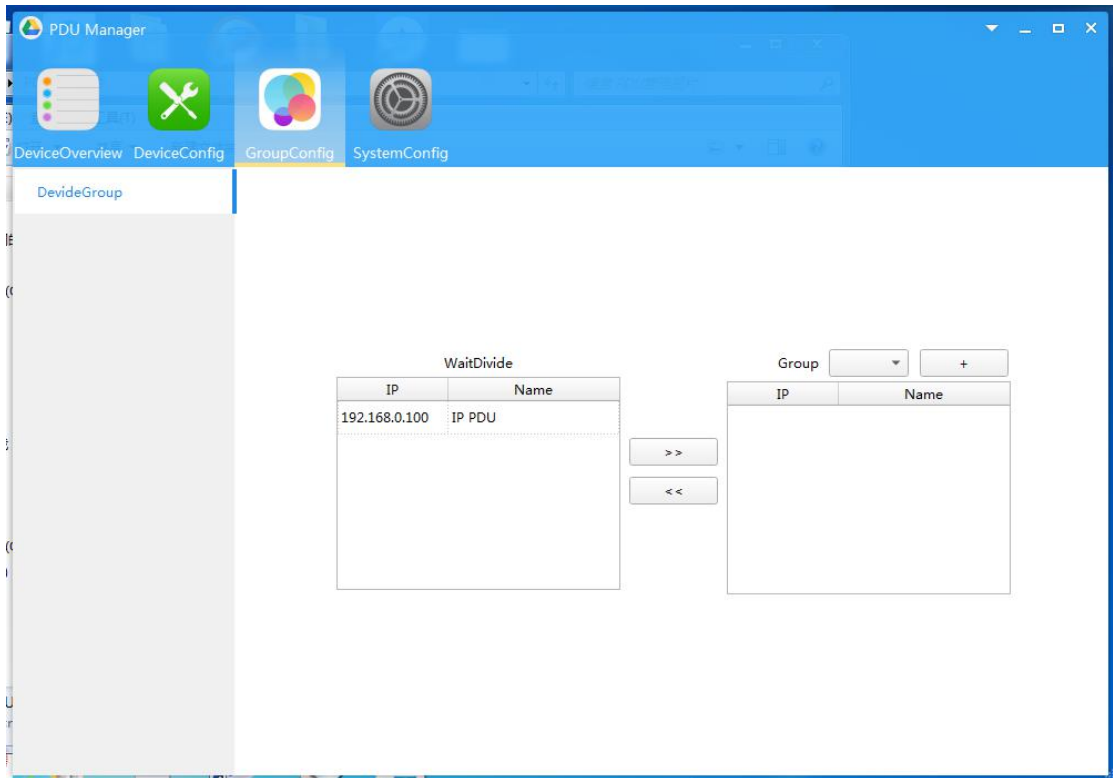 PDU Manager
DeviceOverview DeviceConfig GroupConfig SystemConfig
DevideGroup
WaitDivide
Group +
IP Name
IP Name
192.168.0.100 IP PDU
>>
<<